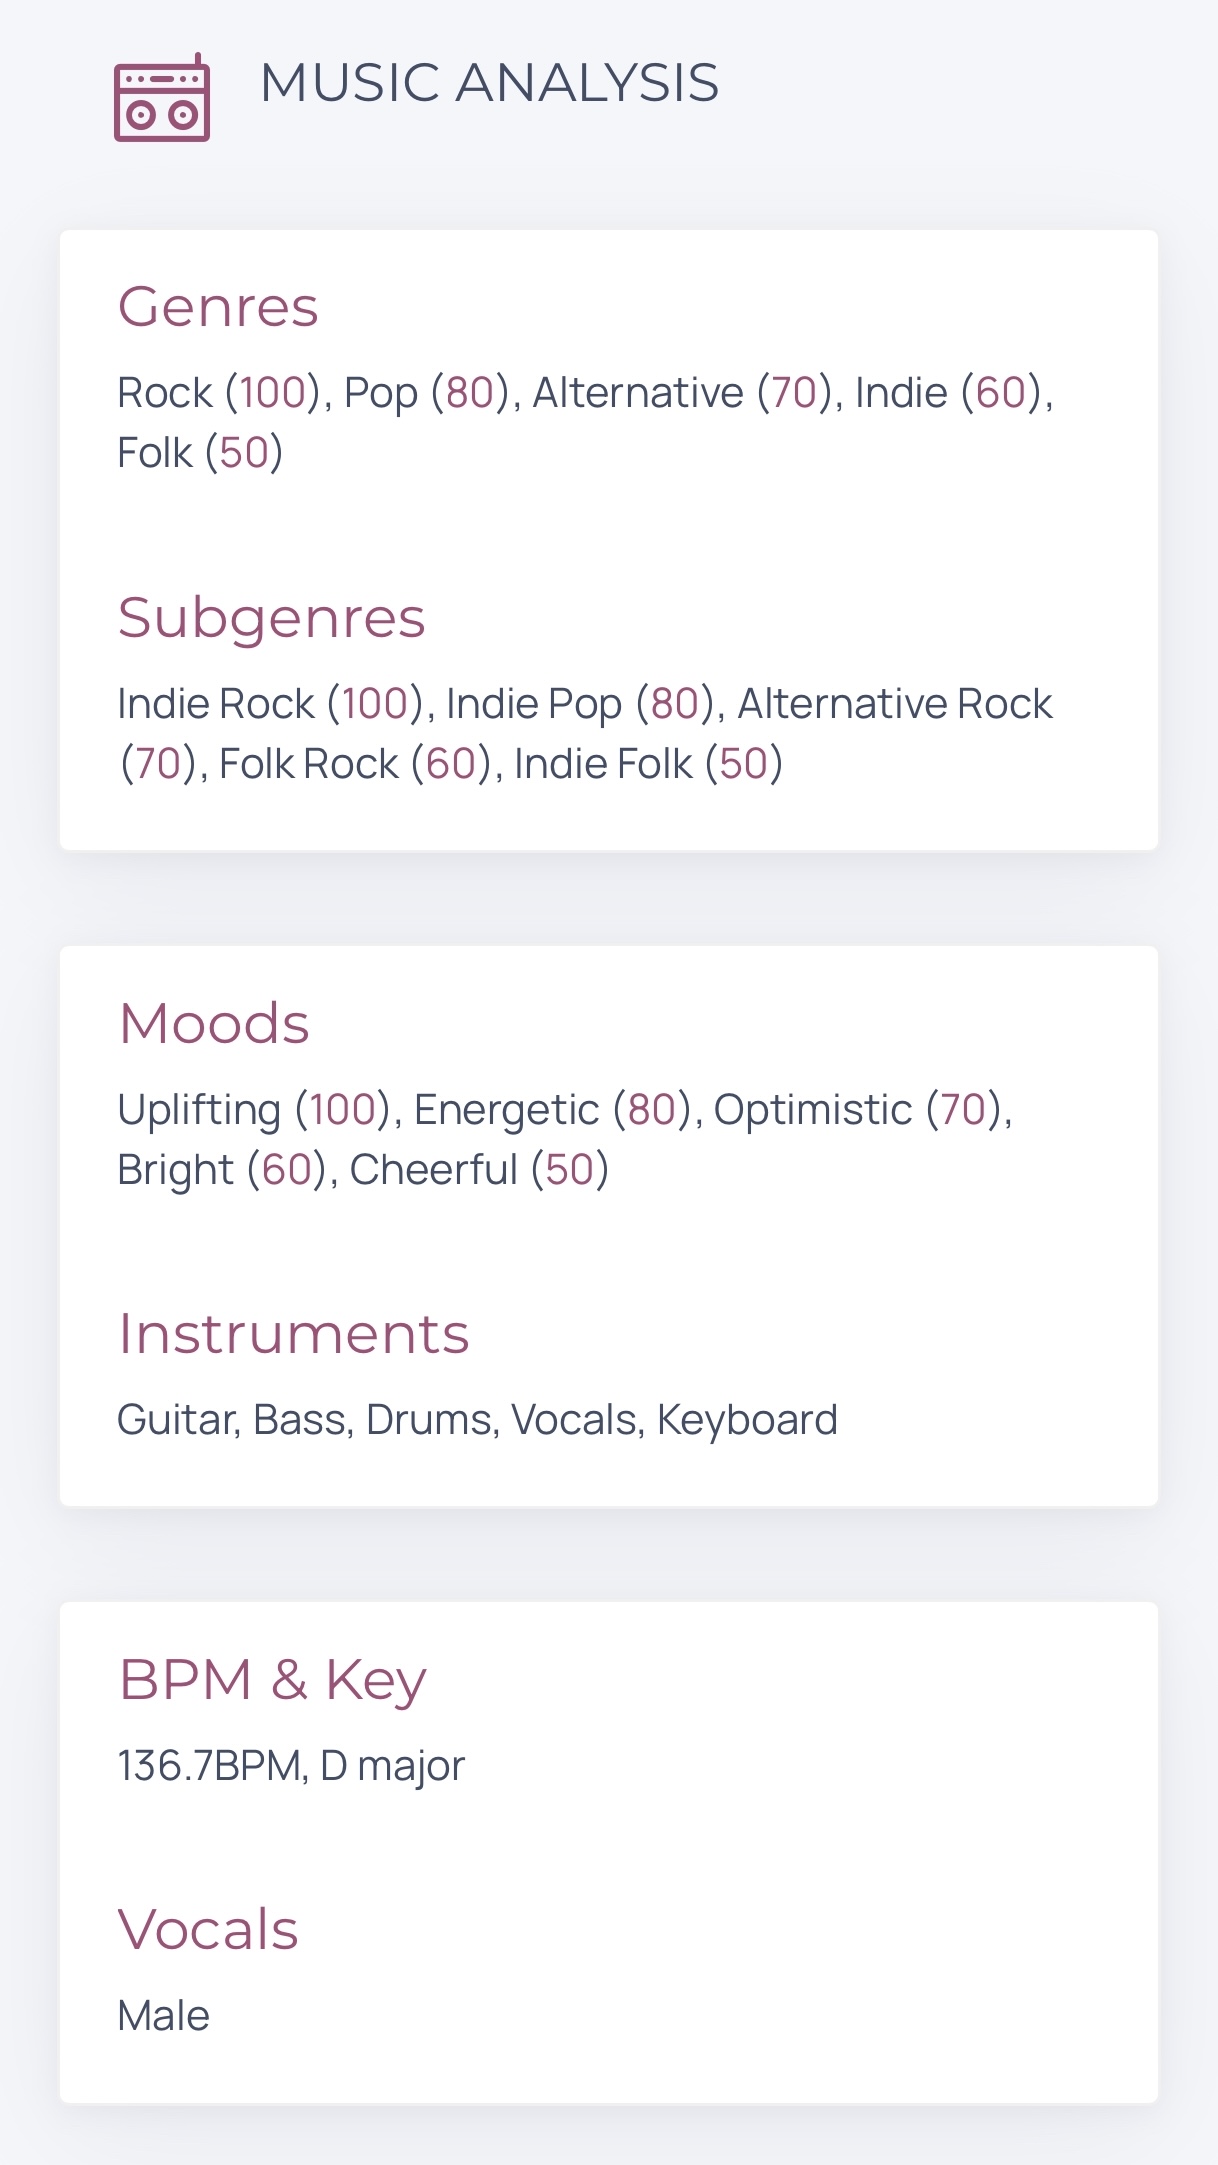 MUSIC ANALYSIS
Genres
Rock (100), Pop (80), Alternative (70), Indie (60),
Folk (50)
Subgenres
Indie Rock (100), Indie Pop (80), Alternative Rock
(70), Folk Rock (60), Indie Folk (50)
Moods
Uplifting (100), Energetic (80), Optimistic (70),
Bright (60), Cheerful (50)
Instruments
Guitar, Bass, Drums, Vocals, Keyboard
BPM & Key
136.7BPM, D major
Vocals
Male